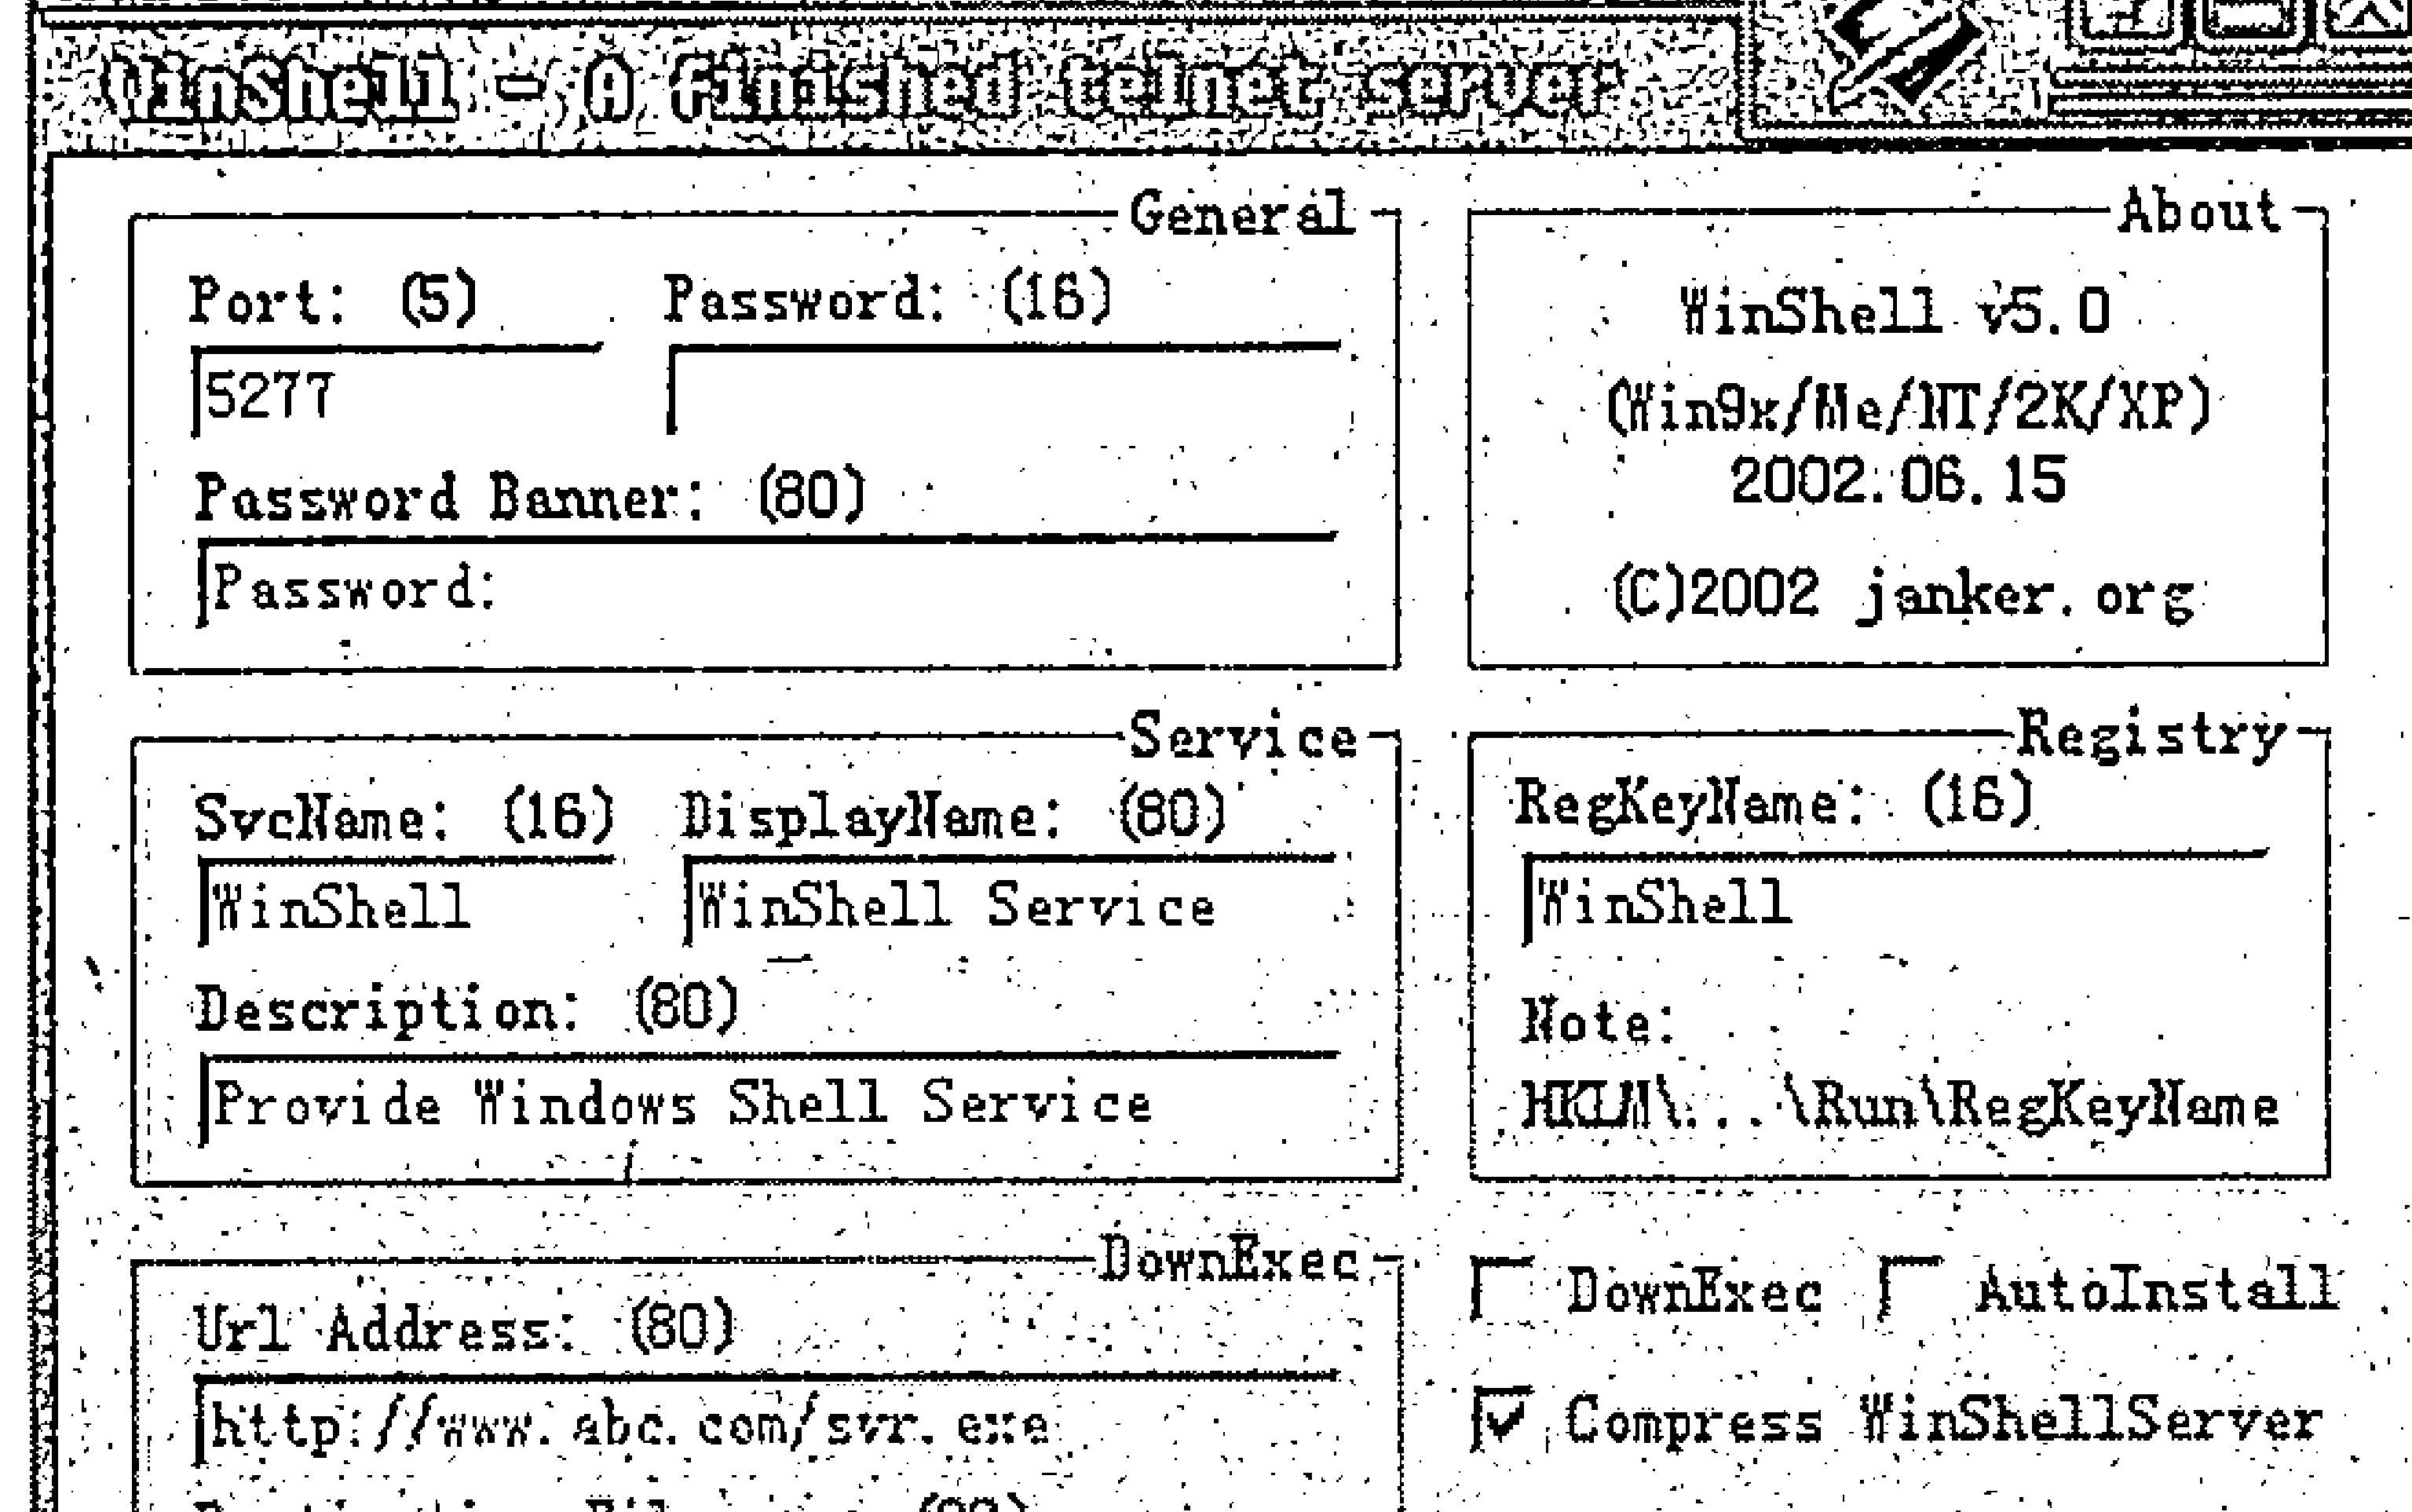 WinShell - A finished telnet server
General
Port: (5) Password: (16)
5277
Password Banner: (80)
Password:
About
WinShell v5.0
(Win9x/Me/NT/2K/XP)
2002.06.15
(C)2002 janker.org
Service
SvcName: (16) DisplayName: (80)
WinShell WinShell Service
Description: (80)
Provide Windows Shell Service
Registry
RegKeyName: (16)
WinShell
Note:
HKLM\...\Run\RegKeyName
DownExec
Url Address: (80)
http://www.abc.com/svr.exe
DownExec AutoInstall
Compress WinShellServer